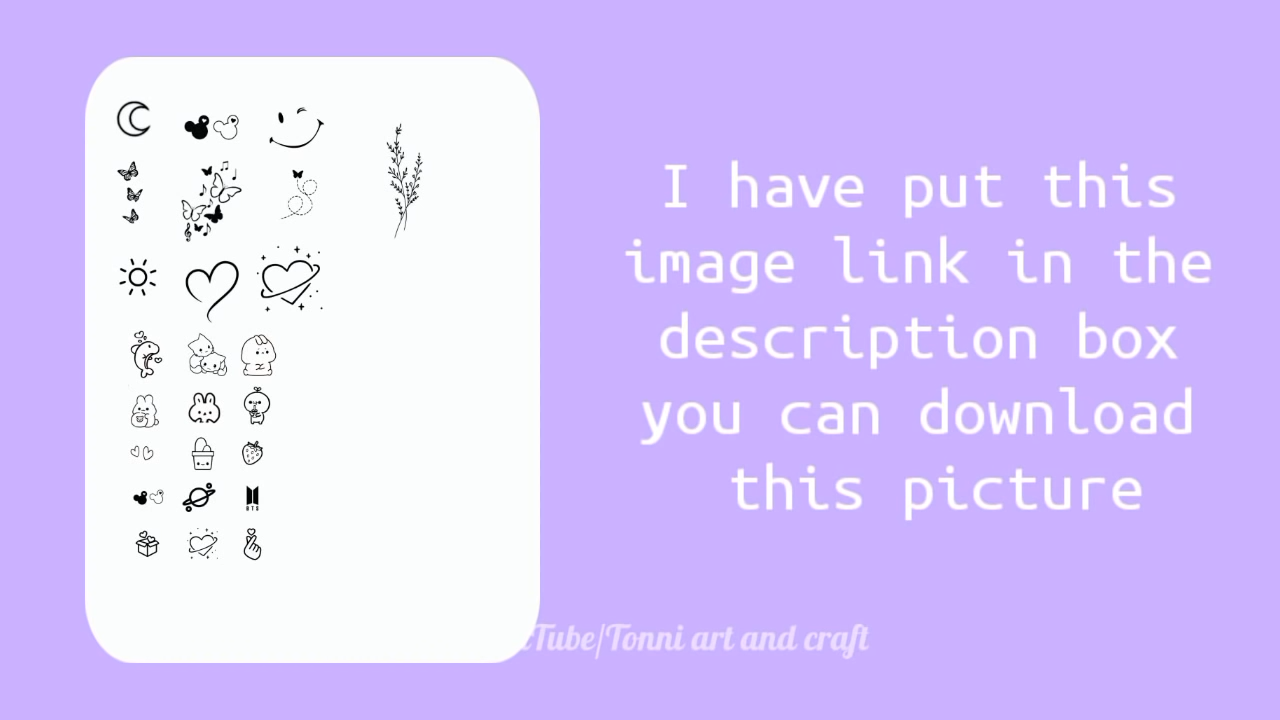 I have put this
image link in the
description box
you can download
this picture
BTS
Tube/Tonni art and craft